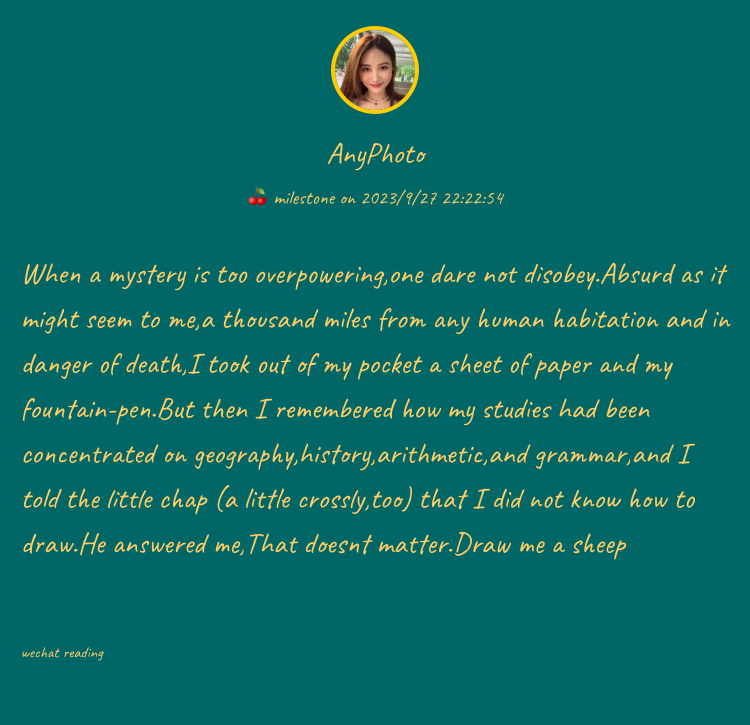 AnyPhoto
🍒 milestone on 2023/9/27 22:22:54
When a mystery is too overpowering,one dare not disobey.Absurd as it
might seem to me,a thousand miles from any human habitation and in
danger of death,I took out of my pocket a sheet of paper and my
fountain-pen.But then I remembered how my studies had been
concentrated on geography,history,arithmetic,and grammar,and I
told the little chap (a little crossly,too) that I did not know how to
draw.He answered me,That doesnt matter.Draw me a sheep
wechat reading